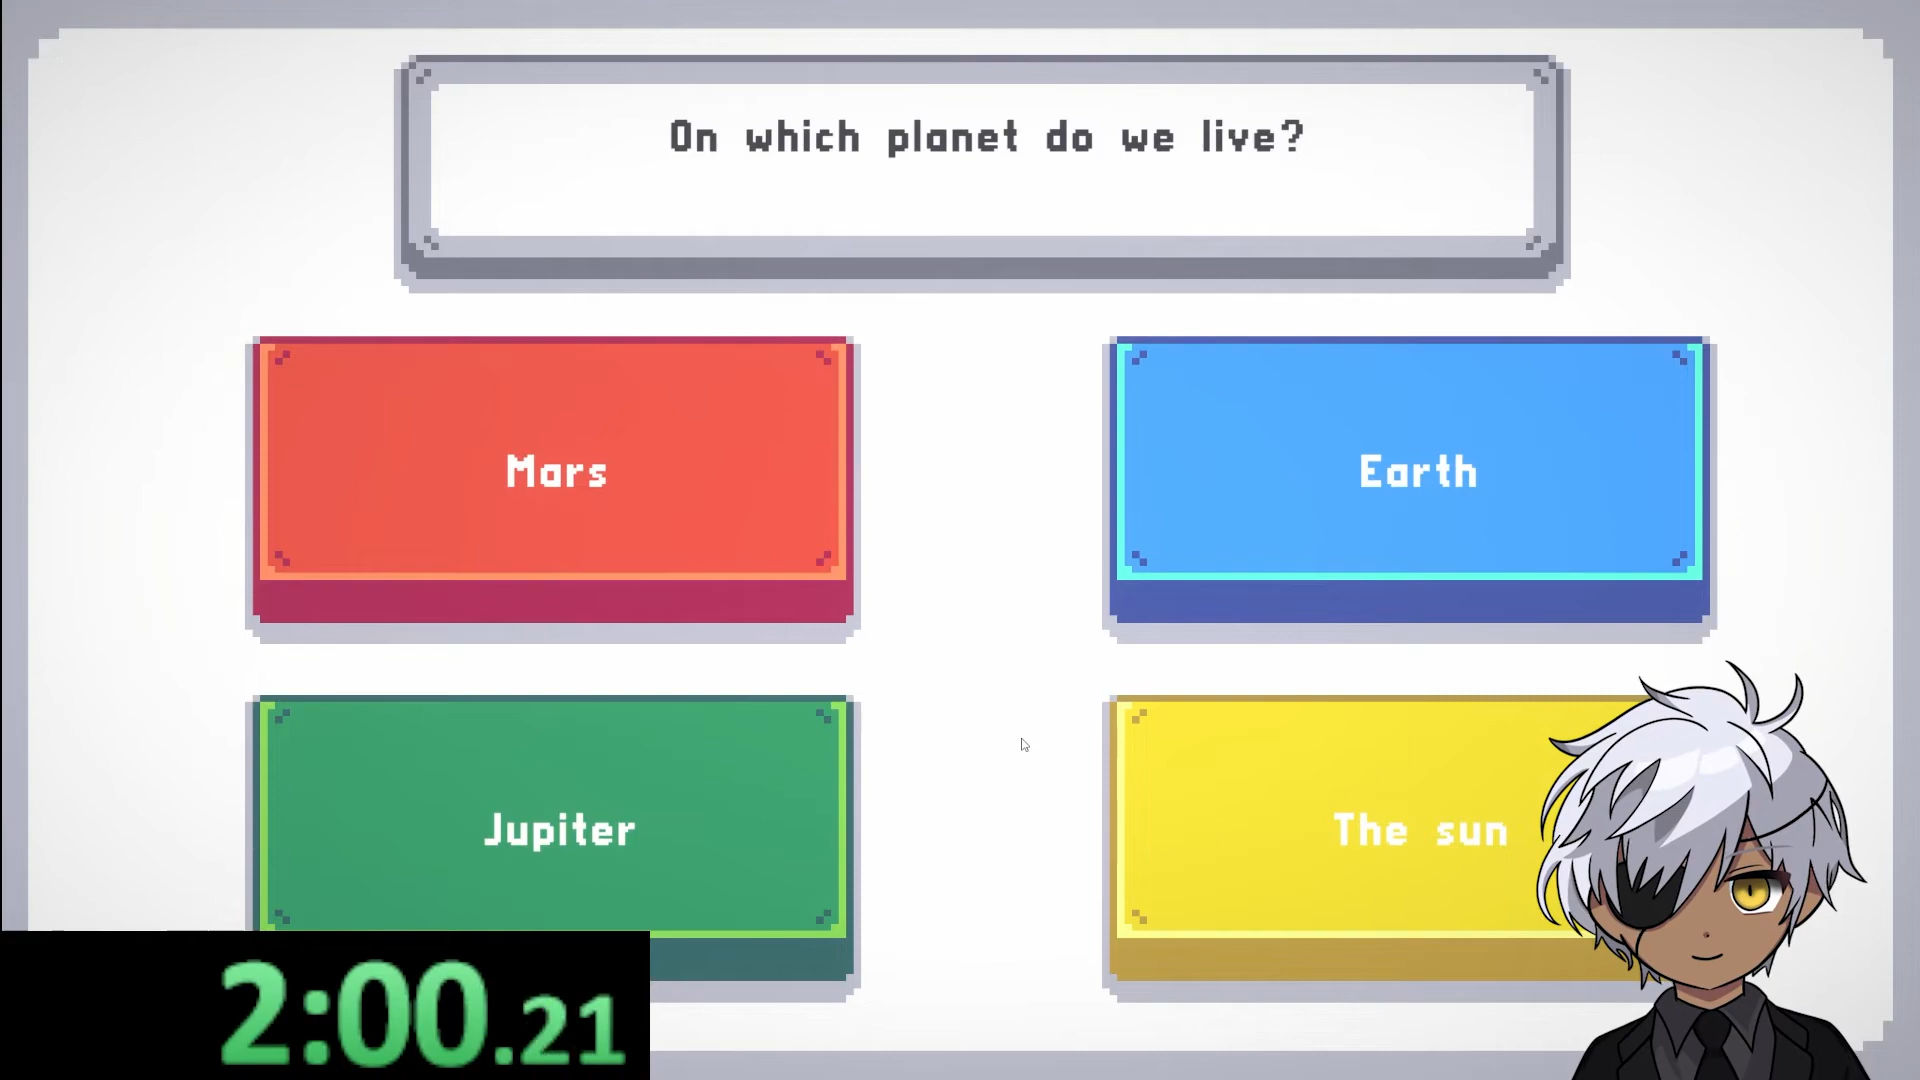 On which planet do we live?
Mars
Earth
Jupiter
The sun
2:00.21